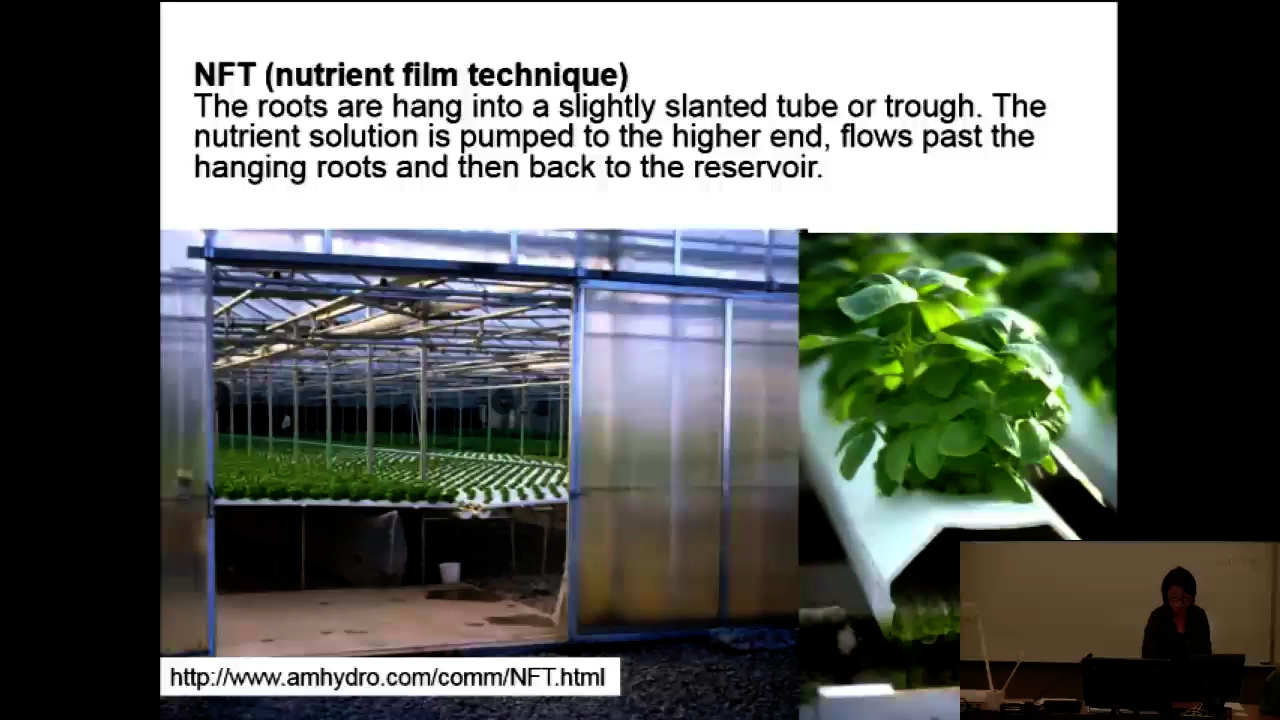 NFT (nutrient film technique)
The roots are hang into a slightly slanted tube or trough. The
nutrient solution is pumped to the higher end, flows past the
hanging roots and then back to the reservoir.
http://www.amhydro.com/comm/NFT.html